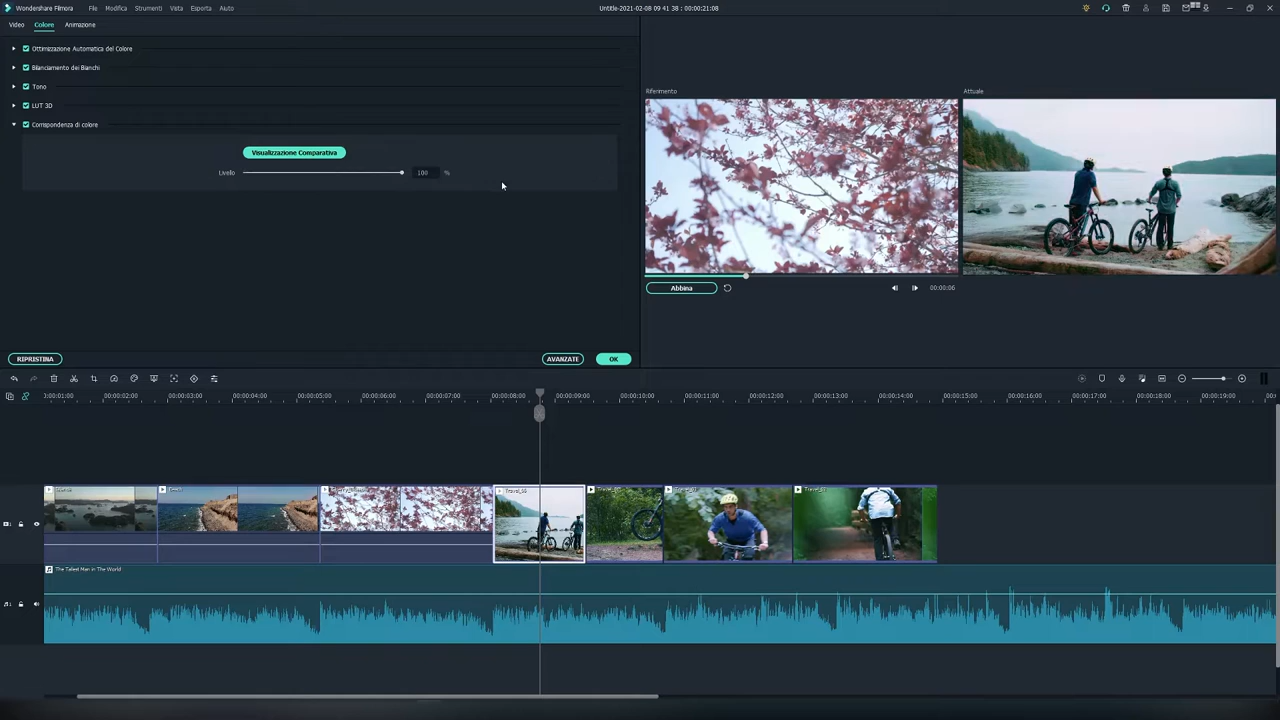 Wondershare Filmora File Modifica Strumenti Vista Esporta Aiuto Untitle-2021-02-08 09 41 38 : 00:00:21:08
Video Colore Animazione
Ottimizzazione Automatica del Colore
Bilanciamento dei Bianchi
Tono
LUT 3D
Corrispondenza di colore
Visualizzazione Comparativa
Livello 100 %
Riferimento Attuale
Abbina 00:00:06
RIPRISTINA AVANZATE OK
00:00:01:00 00:00:02:00 00:00:03:00 00:00:04:00 00:00:05:00 00:00:06:00 00:00:07:00 00:00:08:00 00:00:09:00 00:00:10:00 00:00:11:00 00:00:12:00 00:00:13:00 00:00:14:00 00:00:15:00 00:00:16:00 00:00:17:00 00:00:18:00 00:00:19:00
Beach
The Tallest Man in The World